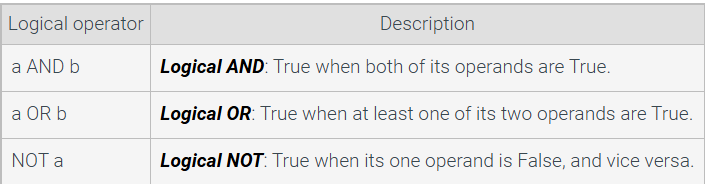 Logical operator Description
a AND b Logical AND: True when both of its operands are True.
a OR b Logical OR: True when at least one of its two operands are True.
NOT a Logical NOT: True when its one operand is False, and vice versa.